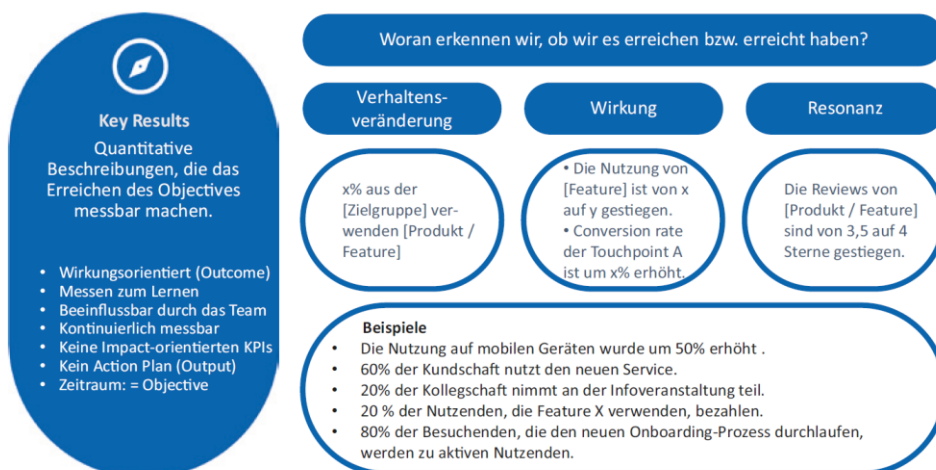 Key Results
Quantitative
Beschreibungen, die das
Erreichen des Objectives
messbar machen.
• Wirkungsorientiert (Outcome)
• Messen zum Lernen
• Beeinflussbar durch das Team
• Kontinuierlich messbar
• Keine Impact-orientierten KPIs
• Kein Action Plan (Output)
• Zeitraum: = Objective
Woran erkennen wir, ob wir es erreichen bzw. erreicht haben?
Verhaltens-
veränderung
x% aus der
[Zielgruppe] ver-
wenden [Produkt /
Feature]
Wirkung
• Die Nutzung von
[Feature] ist von x
auf y gestiegen.
• Conversion rate
der Touchpoint A
ist um x% erhöht.
Resonanz
Die Reviews von
[Produkt / Feature]
sind von 3,5 auf 4
Sterne gestiegen.
Beispiele
• Die Nutzung auf mobilen Geräten wurde um 50% erhöht .
• 60% der Kundschaft nutzt den neuen Service.
• 20% der Kollegschaft nimmt an der Infoveranstaltung teil.
• 20 % der Nutzenden, die Feature X verwenden, bezahlen.
• 80% der Besuchenden, die den neuen Onboarding-Prozess durchlaufen,
werden zu aktiven Nutzenden.